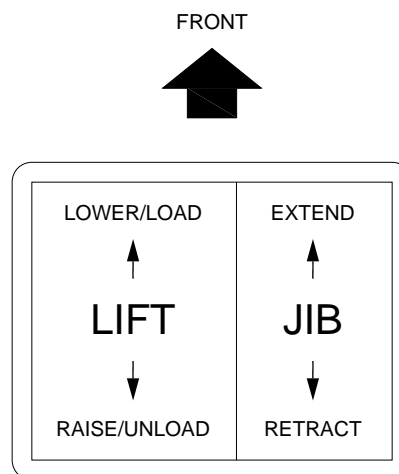 FRONT
LOWER/LOAD
EXTEND
LIFT
JIB
RAISE/UNLOAD
RETRACT